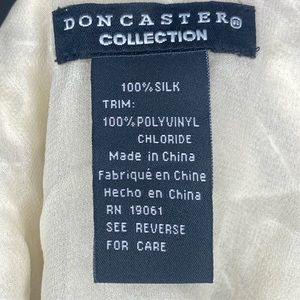 DONCASTER®
COLLECTION
100% SILK
TRIM:
100% POLYVINYL
CHLORIDE
Made in China
Fabriqué en Chine
Hecho en China
RN 19061
SEE REVERSE
FOR CARE